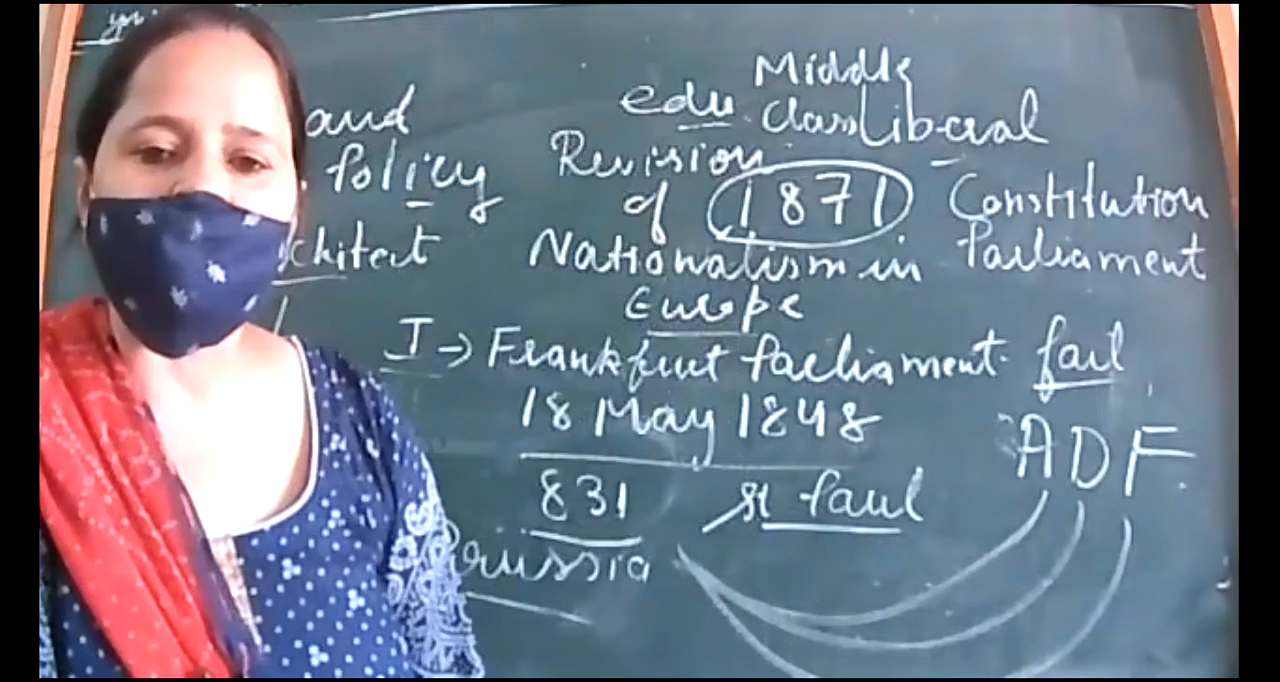 Middle
edu. Class Liberal
and
Policy
Revision
of 1871
Constitution
chitect
Nationalism in
Parliament
Europe
I → Frankfurt Parliament fail
18 May 1848
ADF
831 St Paul
Prussia